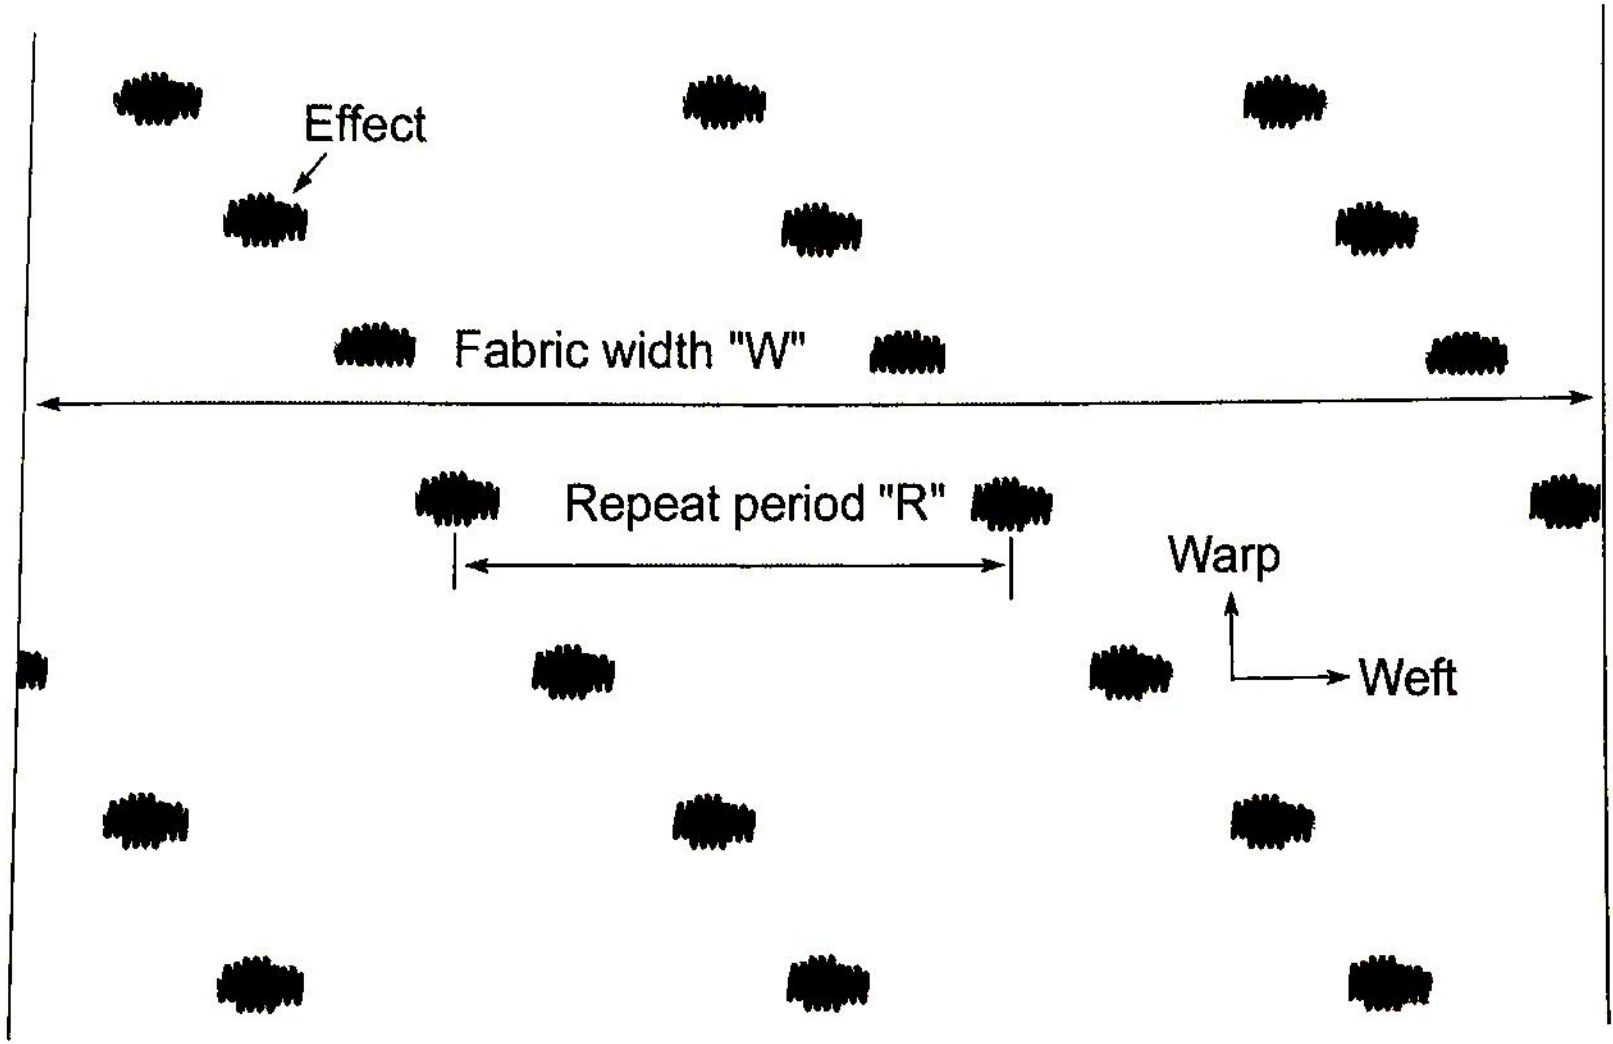 Effect
Fabric width "W"
Repeat period "R"
Warp
Weft